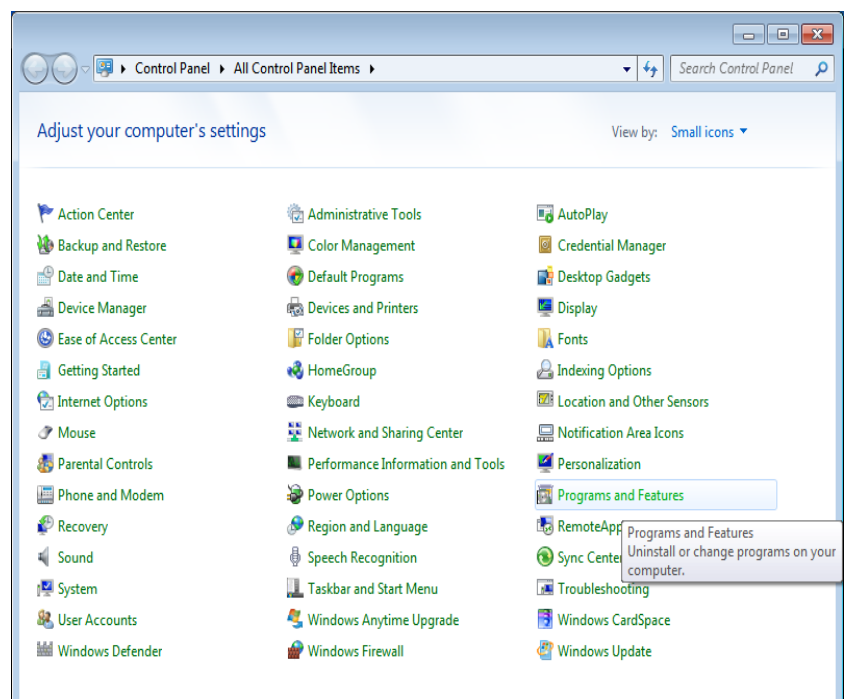 Control Panel All Control Panel Items Search Control Panel
Adjust your computer's settings View by: Small icons
Action Center Administrative Tools AutoPlay
Backup and Restore Color Management Credential Manager
Date and Time Default Programs Desktop Gadgets
Device Manager Devices and Printers Display
Ease of Access Center Folder Options Fonts
Getting Started HomeGroup Indexing Options
Internet Options Keyboard Location and Other Sensors
Mouse Network and Sharing Center Notification Area Icons
Parental Controls Performance Information and Tools Personalization
Phone and Modem Power Options Programs and Features
Recovery Region and Language RemoteApp
Programs and Features
Uninstall or change programs on your
computer.
Sound Speech Recognition Sync Center
System Taskbar and Start Menu Troubleshooting
User Accounts Windows Anytime Upgrade Windows CardSpace
Windows Defender Windows Firewall Windows Update